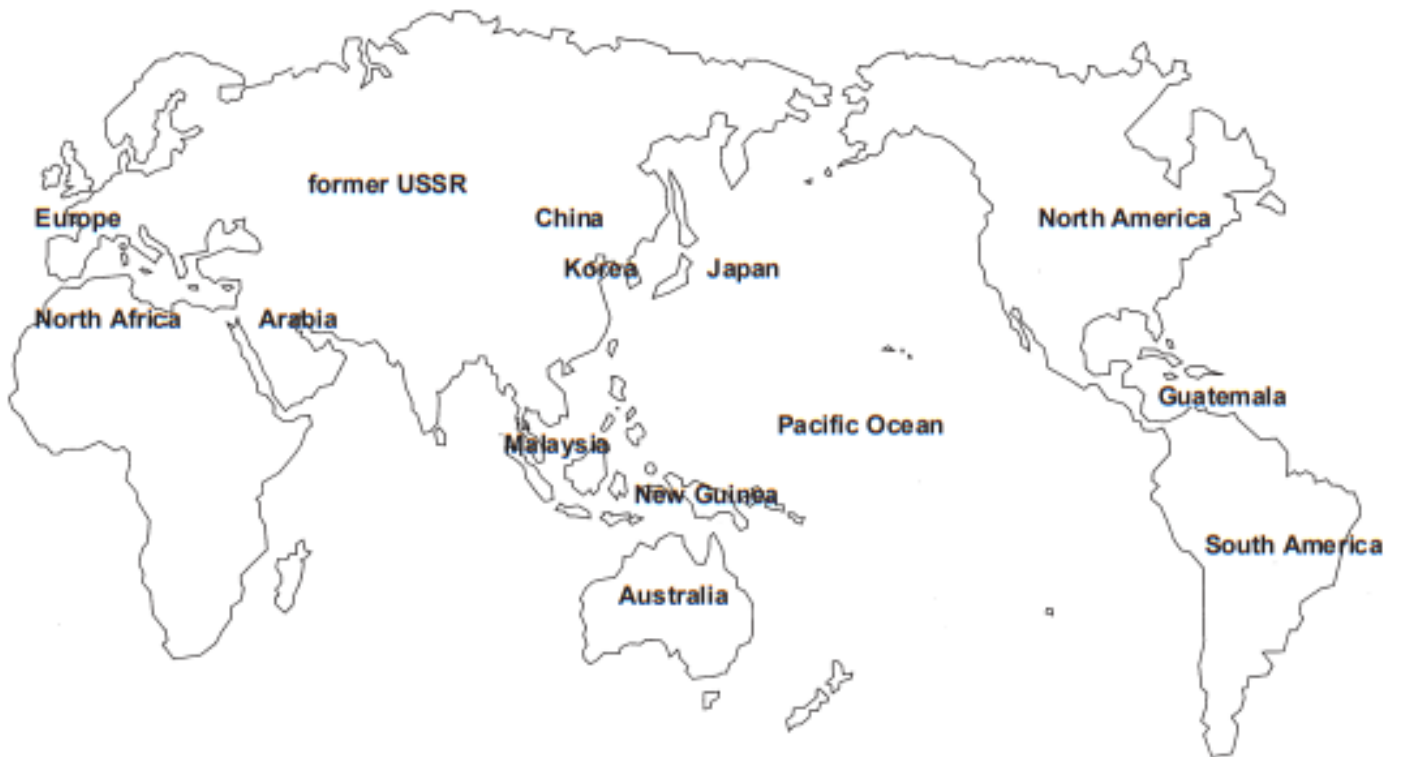 former USSR
Europe
China
North America
Korea
Japan
North Africa
Arabia
Guatemala
Pacific Ocean
Malaysia
New Guinea
South America
Australia